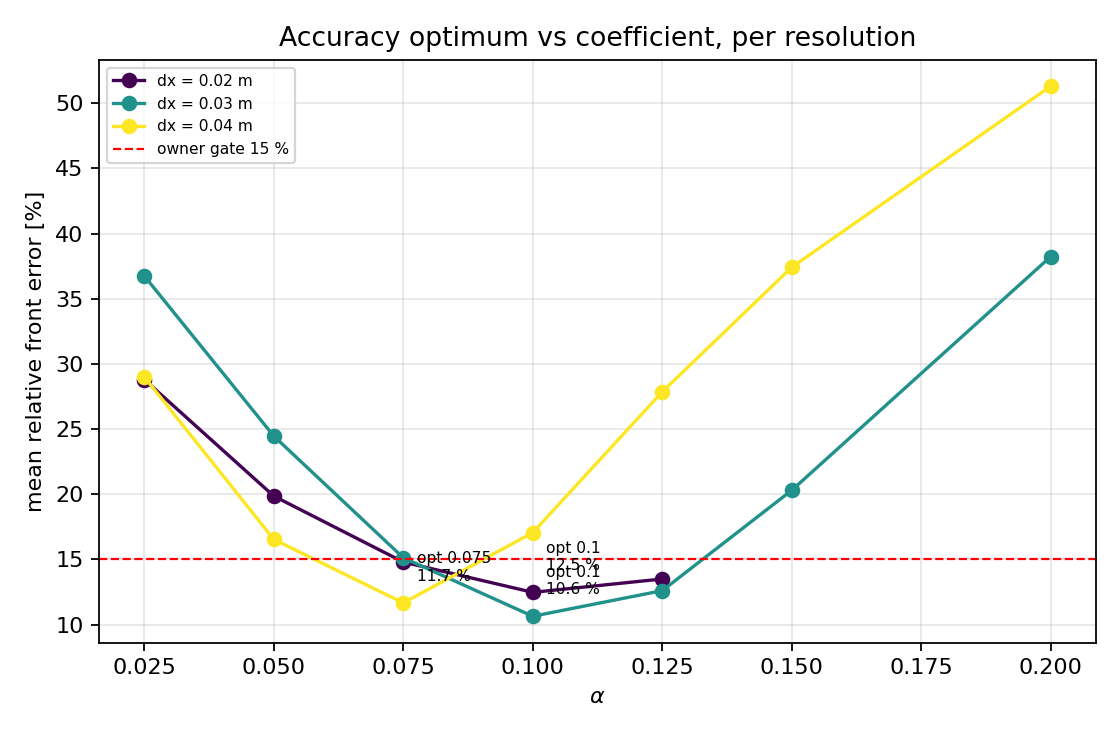 Accuracy optimum vs coefficient, per resolution
dx = 0.02 m
dx = 0.03 m
dx = 0.04 m
owner gate 15 %
mean relative front error [%]
50
45
40
35
30
25
20
15
10
opt 0.075
11.7 %
opt 0.1
12.5 %
opt 0.1
10.6 %
0.025
0.050
0.075
0.100
0.125
0.150
0.175
0.200
α